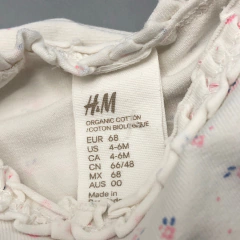 H&M
ORGANIC COTTON
/COTON BIOLOGIQUE
EUR 68
US 4-6M
CA 4-6M
CN 66/48
MX 68
AUS 00
Made in